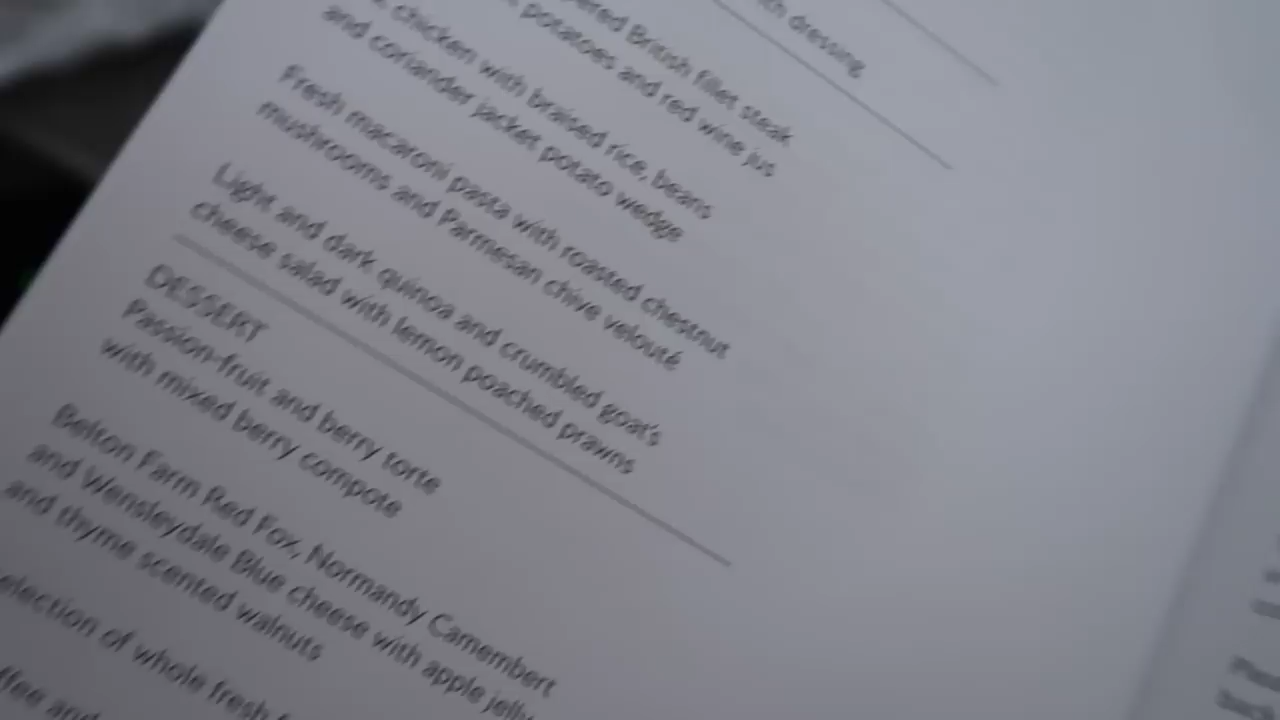 dressing
British fillet steak
potatoes and red wine jus
chicken with braised rice, beans
and coriander jacket potato wedge
Fresh macaroni pasta with roasted chestnut
mushrooms and Parmesan chive velouté
Light and dark quinoa and crumbled goat's
cheese salad with lemon poached prawns
DESSERT
Passion-fruit and berry torte
with mixed berry compote
Belton Farm Red Fox, Normandy Camembert
and Wensleydale Blue cheese with apple jelly
and thyme scented walnuts
of whole fresh
and